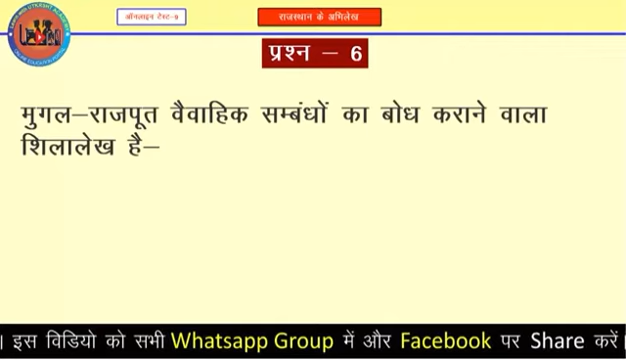 ऑनलाइन टेस्ट-9
राजस्थान के अभिलेख
प्रश्न – 6
मुगल–राजपूत वैवाहिक सम्बंधों का बोध कराने वाला
शिलालेख है–
। इस विडियो को सभी Whatsapp Group में और Facebook पर Share करें।